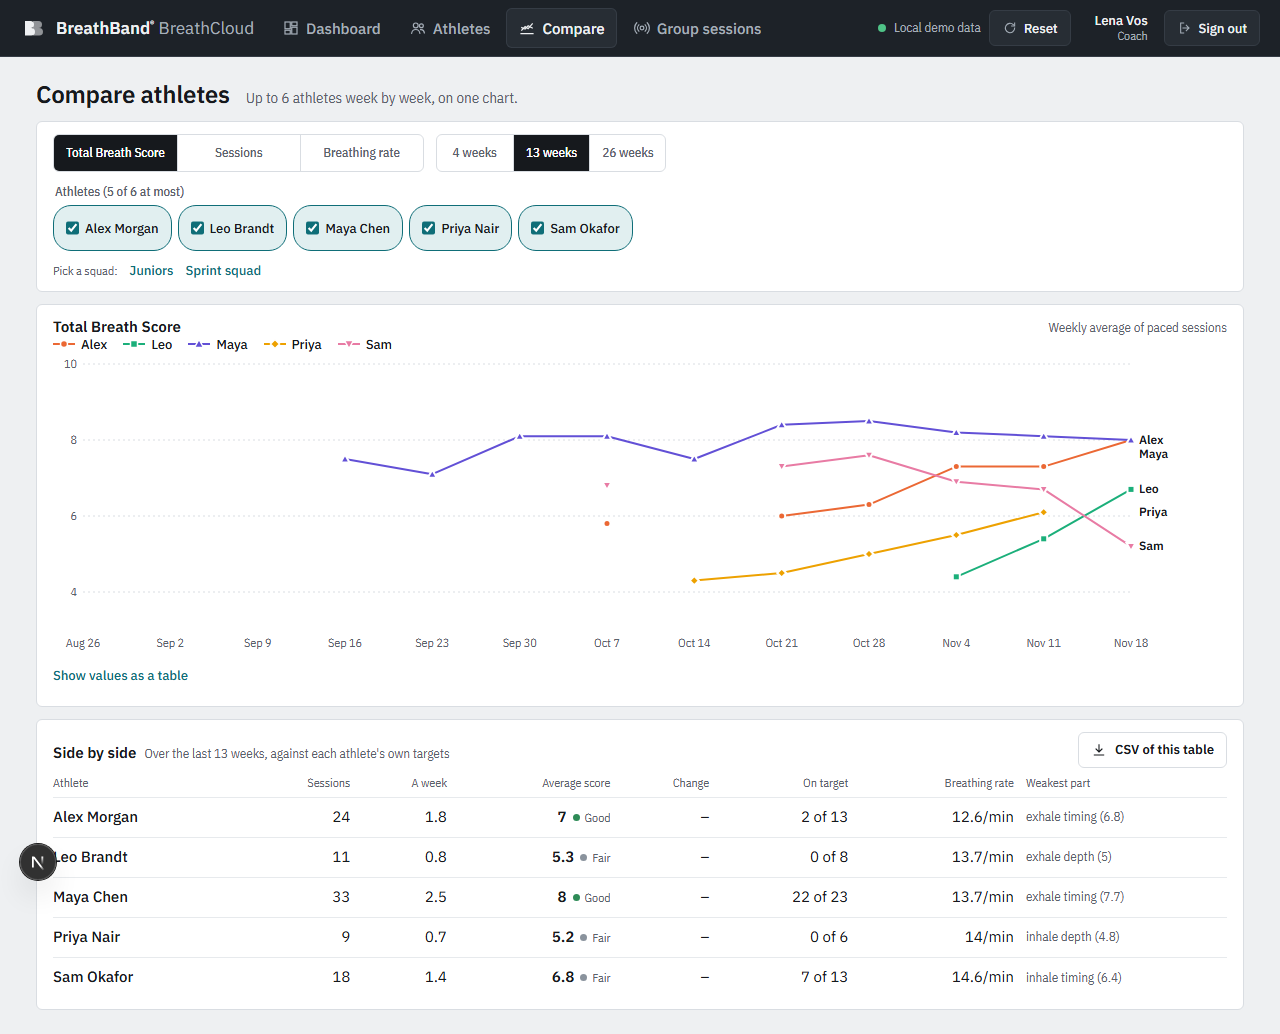 BreathBand® BreathCloud
Dashboard
Athletes
Compare
Group sessions
Local demo data
Reset
Lena Vos
Coach
Sign out
Compare athletes
Up to 6 athletes week by week, on one chart.
Total Breath Score
Sessions
Breathing rate
4 weeks
13 weeks
26 weeks
Athletes (5 of 6 at most)
Alex Morgan
Leo Brandt
Maya Chen
Priya Nair
Sam Okafor
Pick a squad:
Juniors
Sprint squad
Total Breath Score
Weekly average of paced sessions
Alex
Leo
Maya
Priya
Sam
10
8
6
4
Alex
Maya
Leo
Priya
Sam
Aug 26
Sep 2
Sep 9
Sep 16
Sep 23
Sep 30
Oct 7
Oct 14
Oct 21
Oct 28
Nov 4
Nov 11
Nov 18
Show values as a table
Side by side
Over the last 13 weeks, against each athlete's own targets
CSV of this table
Athlete Sessions A week Average score Change On target Breathing rate Weakest part
Alex Morgan 24 1.8 7 Good – 2 of 13 12.6/min exhale timing (6.8)
Leo Brandt 11 0.8 5.3 Fair – 0 of 8 13.7/min exhale depth (5)
Maya Chen 33 2.5 8 Good – 22 of 23 13.7/min exhale timing (7.7)
Priya Nair 9 0.7 5.2 Fair – 0 of 6 14/min inhale depth (4.8)
Sam Okafor 18 1.4 6.8 Fair – 7 of 13 14.6/min inhale timing (6.4)
N